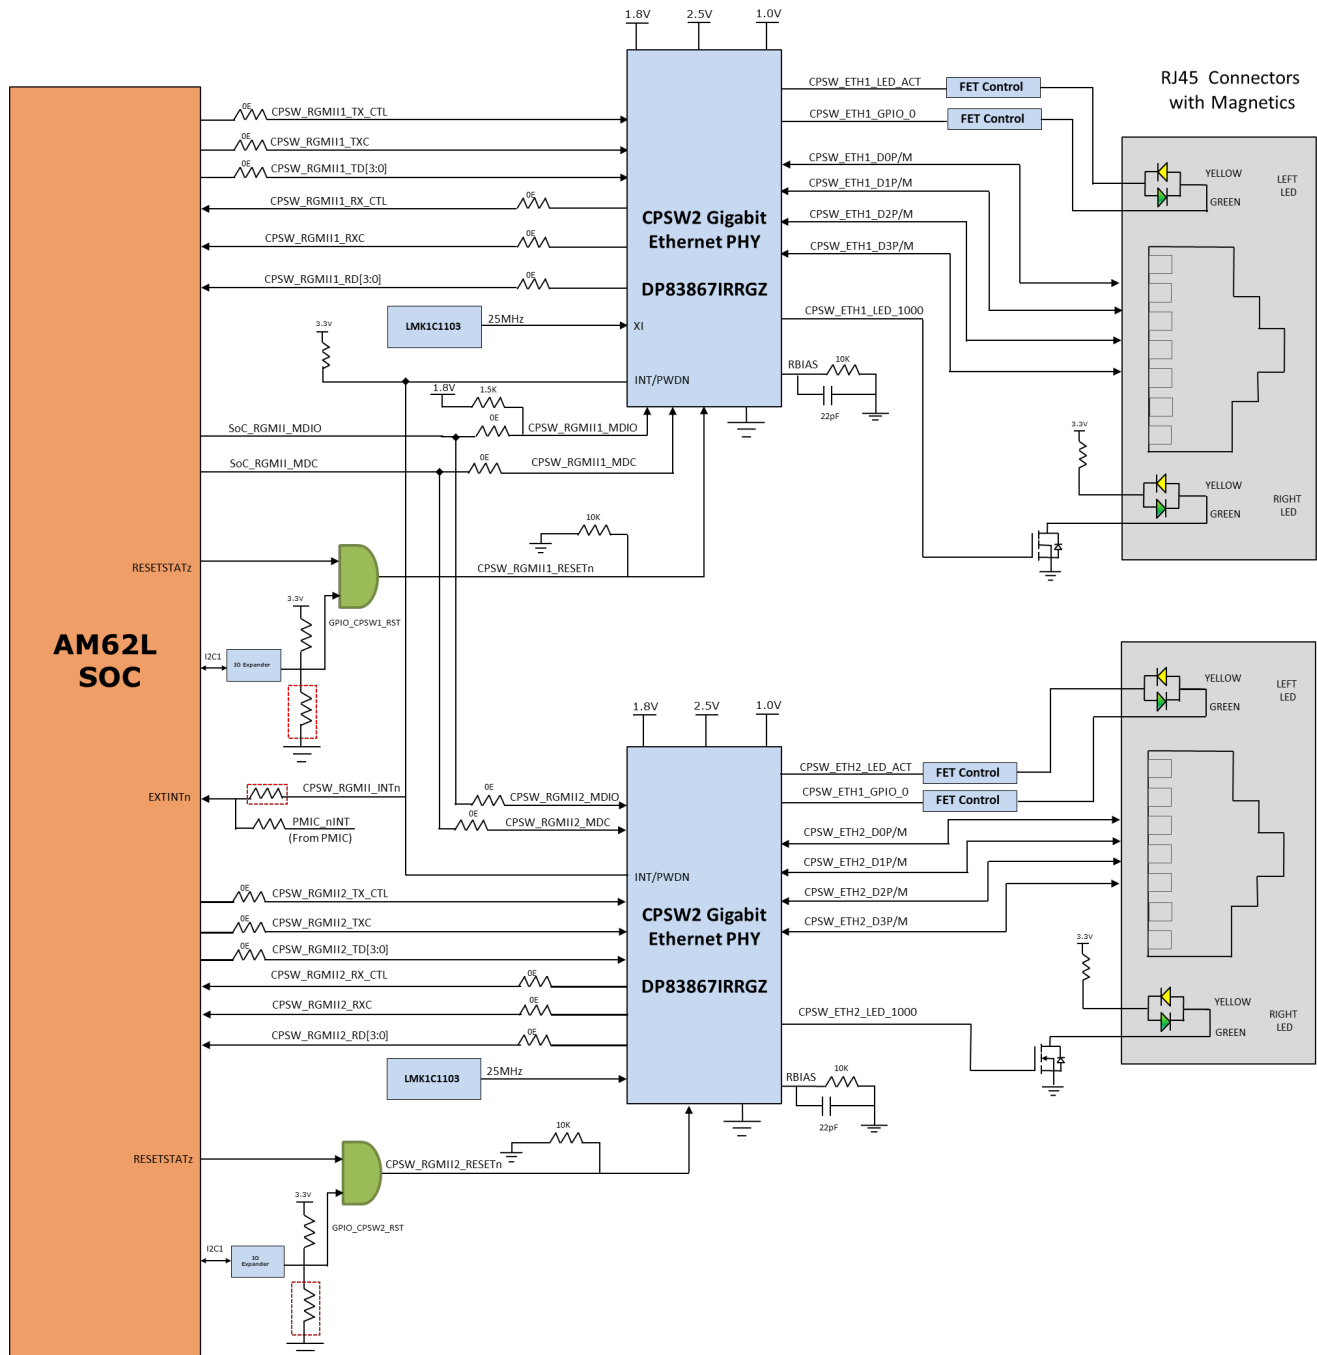 1.8V
2.5V
1.0V
CPSW_ETH1_LED_ACT
FET Control
RJ45 Connectors
with Magnetics
0E
CPSW_RGMII1_TX_CTL
CPSW_ETH1_GPIO_0
FET Control
0E
CPSW_RGMII1_TXC
0E
CPSW_RGMII1_TD[3:0]
CPSW_ETH1_D0P/M
YELLOW
LEFT
LED
GREEN
CPSW_RGMII1_RX_CTL
0E
CPSW_ETH1_D1P/M
CPSW2 Gigabit
Ethernet PHY
DP83867IRRGZ
CPSW_ETH1_D2P/M
CPSW_RGMII1_RXC
0E
CPSW_ETH1_D3P/M
CPSW_RGMII1_RD[3:0]
0E
LMK1C1103
25MHz
XI
CPSW_ETH1_LED_1000
3.3V
RBIAS
10K
22pF
INT/PWDN
1.8V
1.5K
0E
SoC_RGMII_MDIO
CPSW_RGMII1_MDIO
3.3V
SoC_RGMII_MDC
0E
CPSW_RGMII1_MDC
YELLOW
RIGHT
LED
GREEN
10K
RESETSTATz
CPSW_RGMII1_RESETn
3.3V
GPIO_CPSW1_RST
AM62L
SOC
I2C1
IO Expander
YELLOW
LEFT
LED
GREEN
1.8V
2.5V
1.0V
CPSW_ETH2_LED_ACT
FET Control
EXTINTn
CPSW_RGMII_INTn
0E
CPSW_RGMII2_MDIO
CPSW_ETH1_GPIO_0
FET Control
PMIC_nINT
(From PMIC)
0E
CPSW_RGMII2_MDC
CPSW_ETH2_D0P/M
CPSW_ETH2_D1P/M
INT/PWDN
0E
CPSW_RGMII2_TX_CTL
CPSW_ETH2_D2P/M
CPSW2 Gigabit
Ethernet PHY
DP83867IRRGZ
0E
CPSW_RGMII2_TXC
CPSW_ETH2_D3P/M
0E
CPSW_RGMII2_TD[3:0]
3.3V
CPSW_RGMII2_RX_CTL
0E
CPSW_RGMII2_RXC
0E
CPSW_ETH2_LED_1000
YELLOW
RIGHT
LED
GREEN
CPSW_RGMII2_RD[3:0]
0E
LMK1C1103
25MHz
RBIAS
10K
22pF
10K
RESETSTATz
CPSW_RGMII2_RESETn
3.3V
GPIO_CPSW2_RST
I2C1
IO
Expander